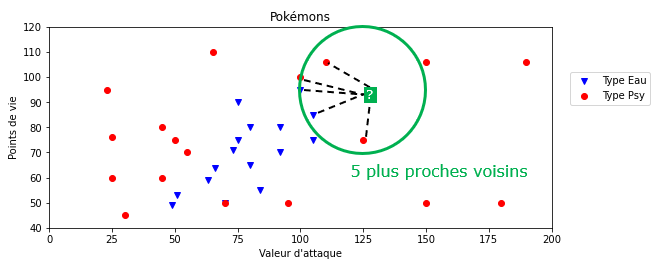 Pokémons
120
110
100
90
80
70
60
50
40
Points de vie
0 25 50 75 100 125 150 175 200
Valeur d'attaque
?
5 plus proches voisins
Type Eau
Type Psy